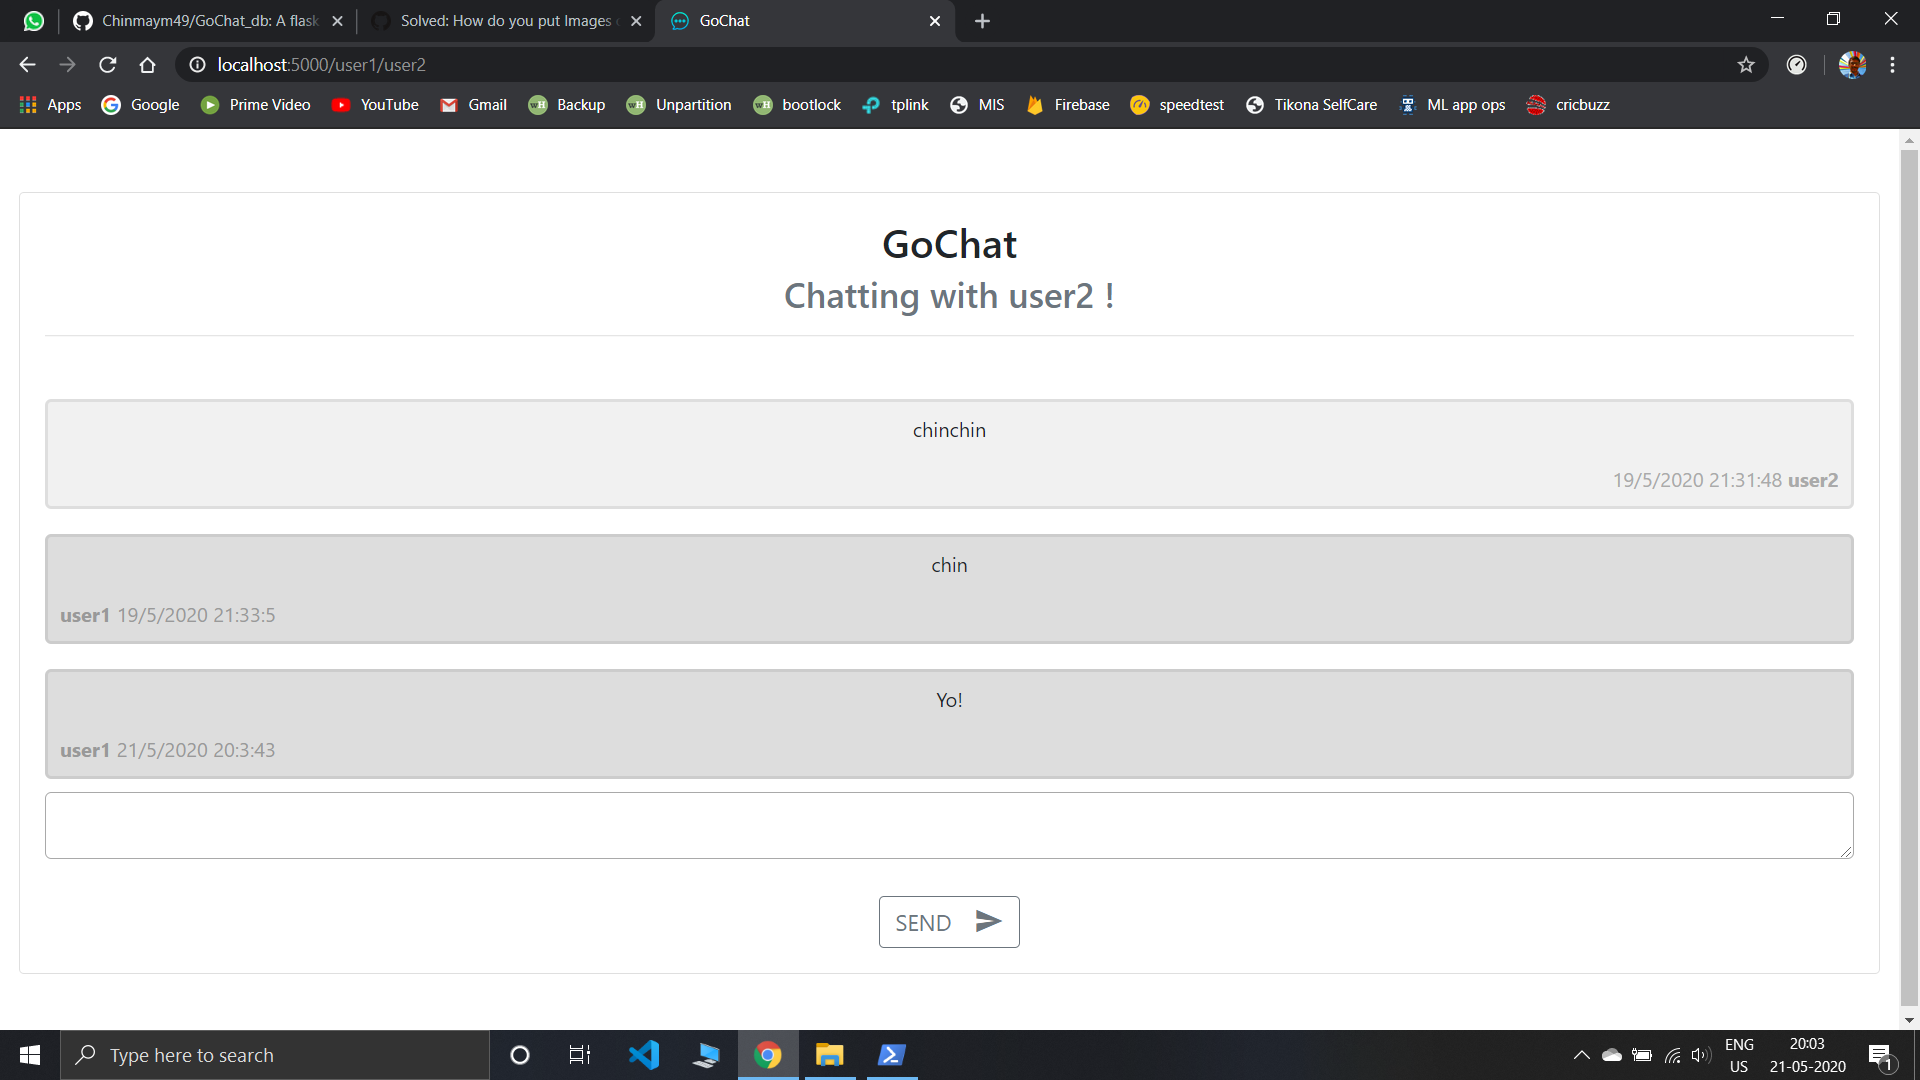 Chinmaym49/GoChat_db: A flask
Solved: How do you put Images
GoChat
localhost:5000/user1/user2
Apps Google Prime Video YouTube Gmail Backup Unpartition bootlock tplink MIS Firebase speedtest Tikona SelfCare ML app ops cricbuzz
GoChat
Chatting with user2 !
chinchin
19/5/2020 21:31:48 user2
chin
user1 19/5/2020 21:33:5
Yo!
user1 21/5/2020 20:3:43
SEND
Type here to search
ENG
US
20:03
21-05-2020
1